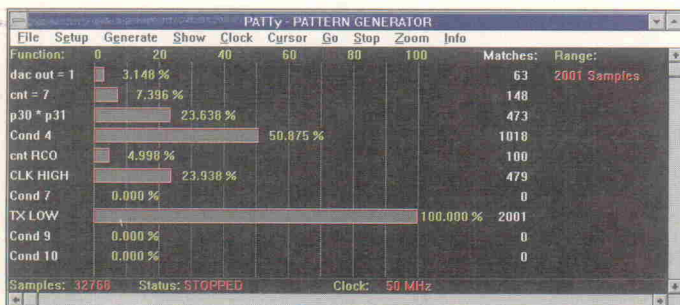 PATTy - PATTERN GENERATOR
File Setup Generate Show Clock Cursor Go Stop Zoom Info
Function: 0 20 40 60 80 100 Matches: Range:
dac out = 1 3.148 % 63 2001 Samples
cnt = 7 7.396 % 148
p30 * p31 23.638 % 473
Cond 4 50.875 % 1018
cnt RCO 4.998 % 100
CLK HIGH 23.938 % 479
Cond 7 0.000 % 0
TX LOW 100.000 % 2001
Cond 9 0.000 % 0
Cond 10 0.000 % 0
Samples: 32768 Status: STOPPED Clock: 50 MHz